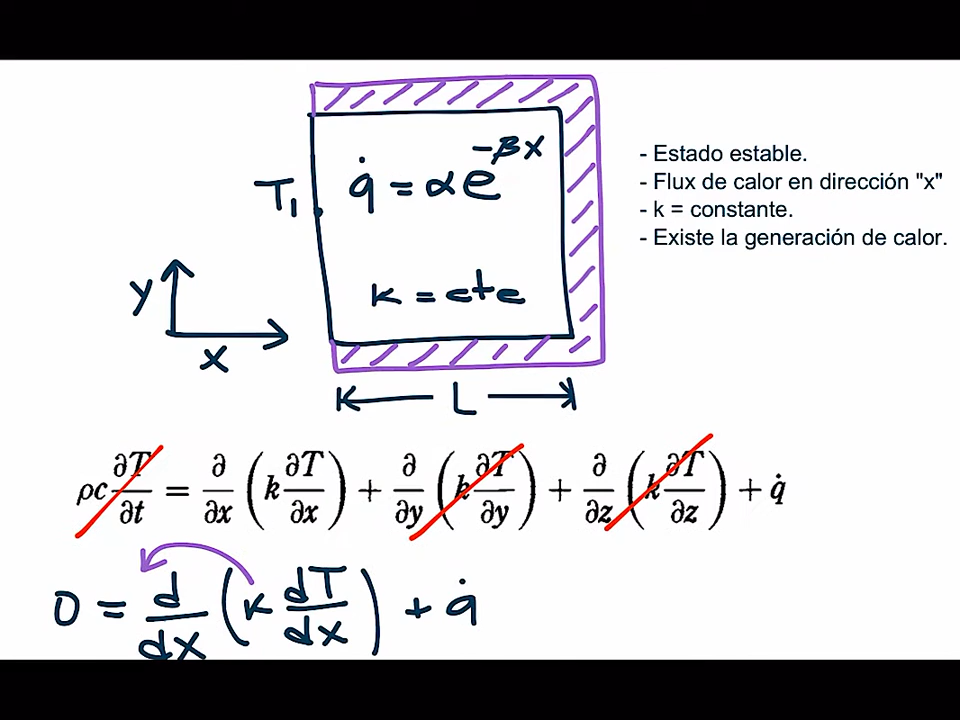 T₁
q̇ = αe^{-βx}
k = cte
y
x
L
- Estado estable.
- Flux de calor en dirección "x"
- k = constante.
- Existe la generación de calor.
ρc ∂T/∂t = ∂/∂x (k ∂T/∂x) + ∂/∂y (k ∂T/∂y) + ∂/∂z (k ∂T/∂z) + q̇
0 = d/dx (k dT/dx) + q̇